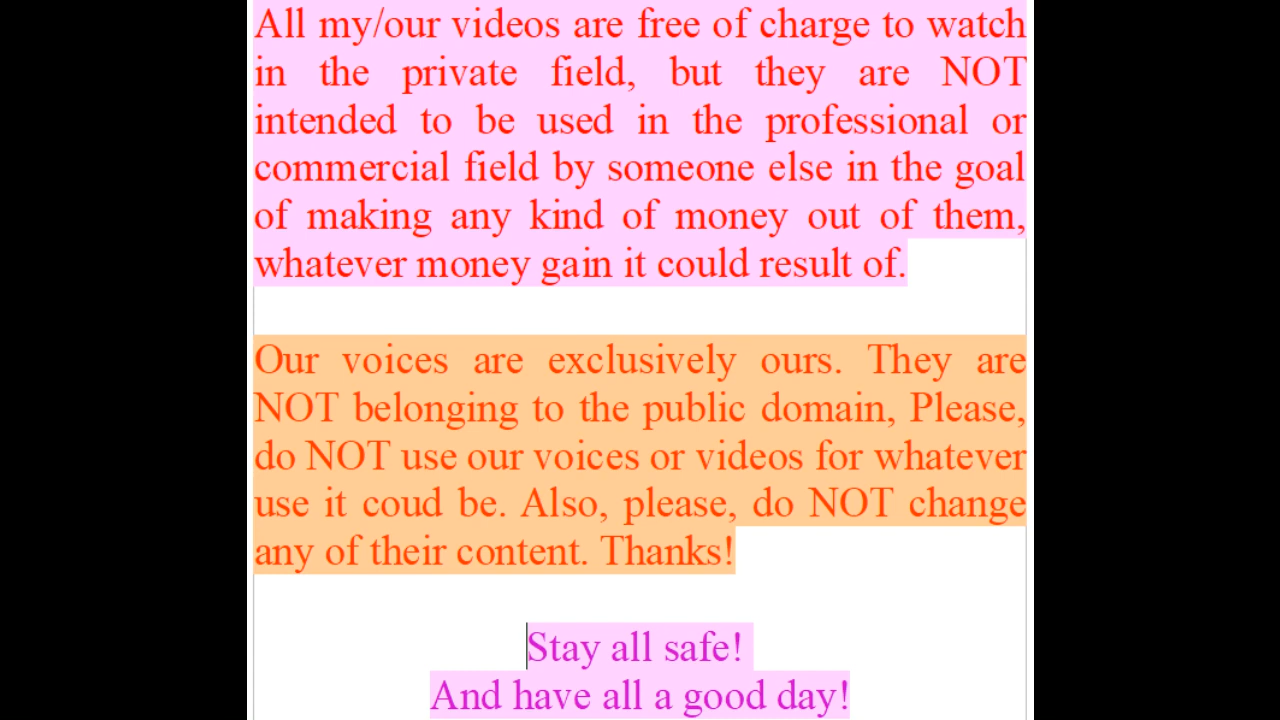 All my/our videos are free of charge to watch
in the private field, but they are NOT
intended to be used in the professional or
commercial field by someone else in the goal
of making any kind of money out of them,
whatever money gain it could result of.
Our voices are exclusively ours. They are
NOT belonging to the public domain, Please,
do NOT use our voices or videos for whatever
use it coud be. Also, please, do NOT change
any of their content. Thanks!
Stay all safe!
And have all a good day!